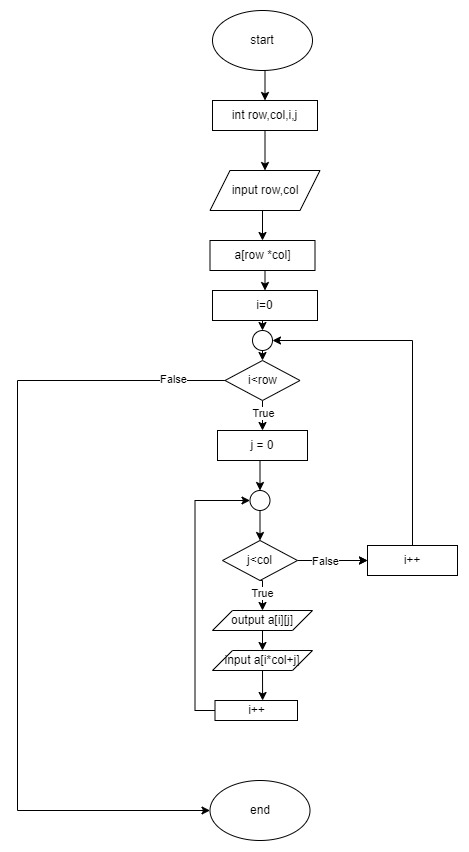 start
int row,col,i,j
input row,col
a[row *col]
i=0
i<row
False
True
j = 0
j<col
False
i++
True
output a[i][j]
input a[i*col+j]
i++
end